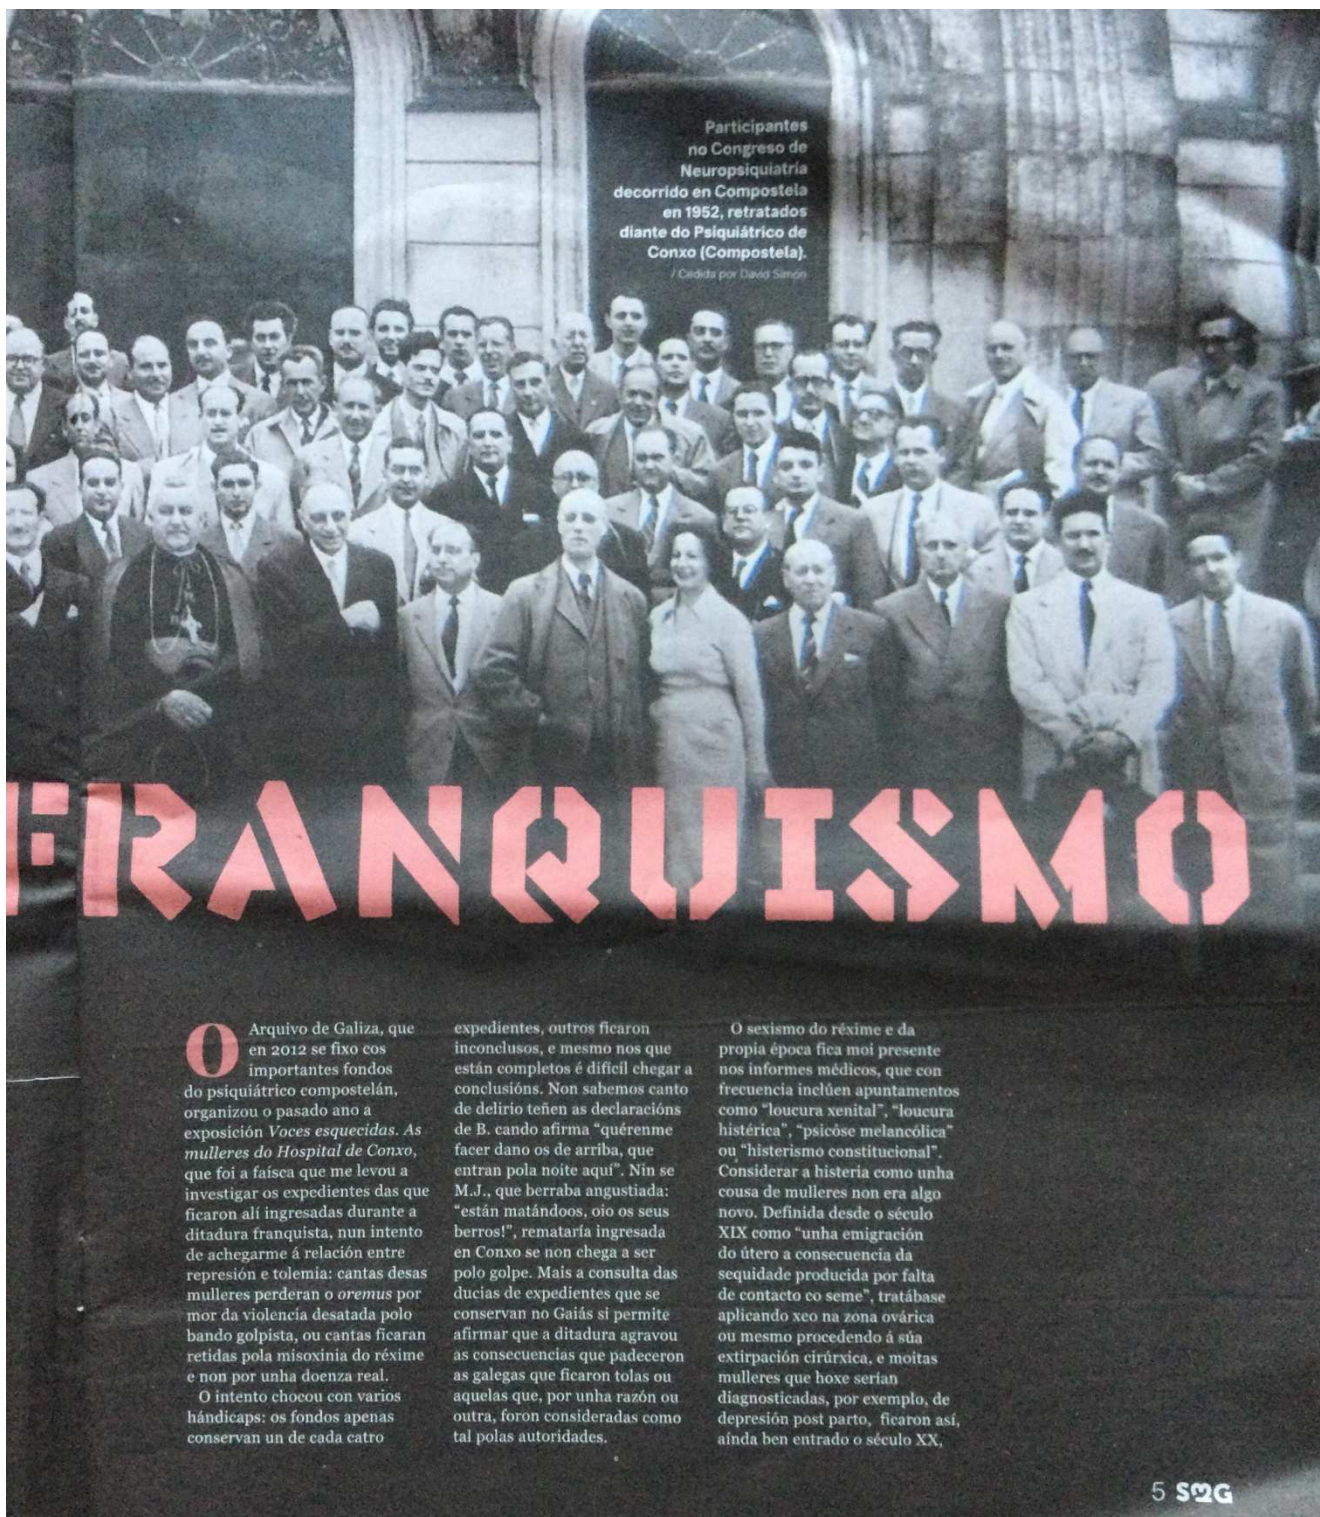 Participantes
no Congreso de
Neuropsiquiatría
decorrido en Compostela
en 1952, retratados
diante do Psiquiátrico de
Conxo (Compostela).
/ Cedida por David Simón
FRANQUISMO
O Arquivo de Galiza, que
en 2012 se fixo cos
importantes fondos
do psiquiátrico compostelán,
organizou o pasado ano a
exposición Voces esquecidas. As
mulleres do Hospital de Conxo,
que foi a faísca que me levou a
investigar os expedientes das que
ficaron alí ingresadas durante a
ditadura franquista, nun intento
de achegarme á relación entre
represión e tolemia: cantas desas
mulleres perderan o oremus por
mor da violencia desatada polo
bando golpista, ou cantas ficaran
retidas pola misoxinia do réxime
e non por unha doenza real.
O intento chocou con varios
hándicaps: os fondos apenas
conservan un de cada catro
expedientes, outros ficaron
inconclusos, e mesmo nos que
están completos é difícil chegar a
conclusións. Non sabemos canto
de delirio teñen as declaracións
de B. cando afirma “quérenme
facer dano os de arriba, que
entran pola noite aquí”. Nin se
M.J., que berraba angustiada:
“están matándoos, oio os seus
berros!”, remataría ingresada
en Conxo se non chega a ser
polo golpe. Mais a consulta das
ducias de expedientes que se
conservan no Gaiás si permite
afirmar que a ditadura agravou
as consecuencias que padeceron
as galegas que ficaron tolas ou
aquelas que, por unha razón ou
outra, foron consideradas como
tal polas autoridades.
O sexismo do réxime e da
propia época fica moi presente
nos informes médicos, que con
frecuencia inclúen apuntamentos
como “loucura xenital”, “loucura
histérica”, “psicóse melancólica”
ou “histerismo constitucional”.
Considerar a histeria como unha
cousa de mulleres non era algo
novo. Definida desde o século
XIX como “unha emigración
do útero a consecuencia da
sequidade producida por falta
de contacto co seme”, tratábase
aplicando xeo na zona ovárica
ou mesmo procedendo á súa
extirpación cirúrxica, e moitas
mulleres que hoxe serían
diagnosticadas, por exemplo, de
depresión post parto, ficaron así,
aínda ben entrado o século XX,
5 SMG